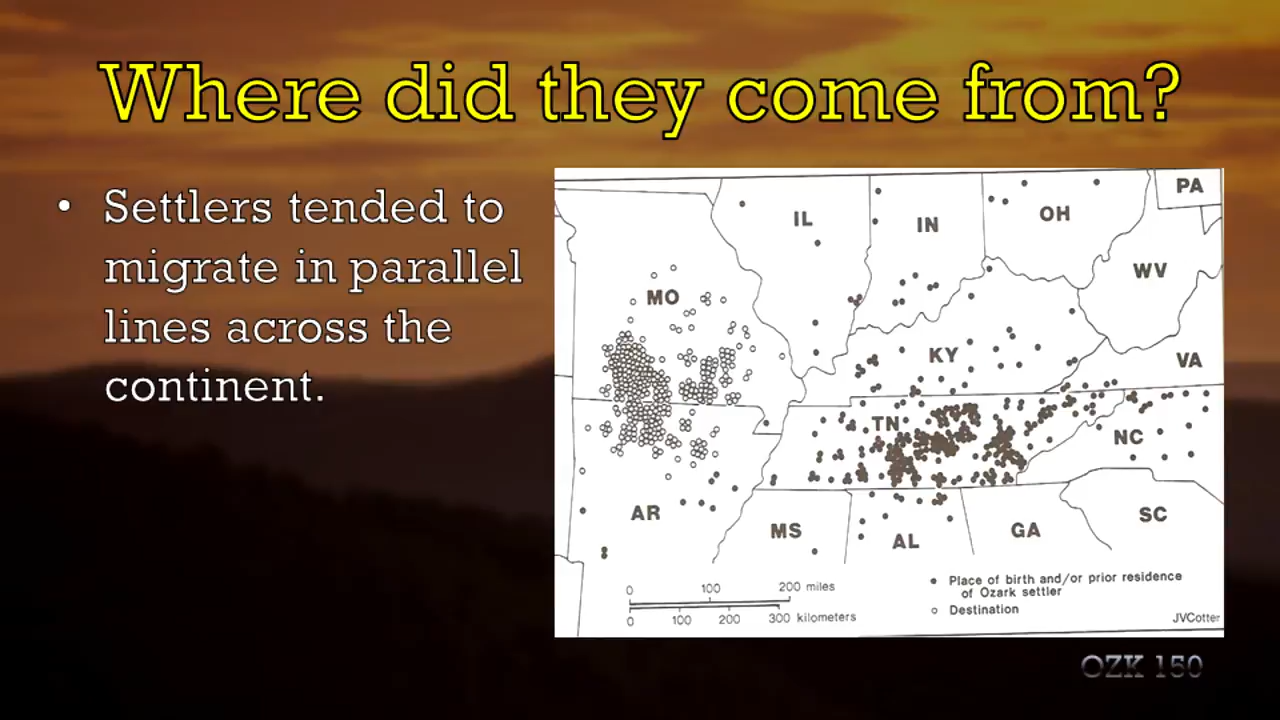 Where did they come from?
• Settlers tended to
migrate in parallel
lines across the
continent.
PA
IL
IN
OH
WV
MO
KY
VA
TN
NC
AR
MS
AL
GA
SC
0 100 200 miles
0 100 200 300 kilometers
• Place of birth and/or prior residence
of Ozark settler
○ Destination
JVCotter
OZK 150